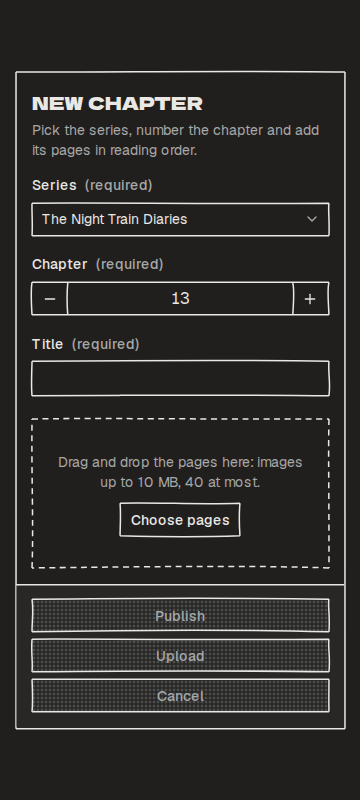 NEW CHAPTER
Pick the series, number the chapter and add
its pages in reading order.
Series (required)
The Night Train Diaries
Chapter (required)
− 13 +
Title (required)
Drag and drop the pages here: images
up to 10 MB, 40 at most.
Choose pages
Publish
Upload
Cancel